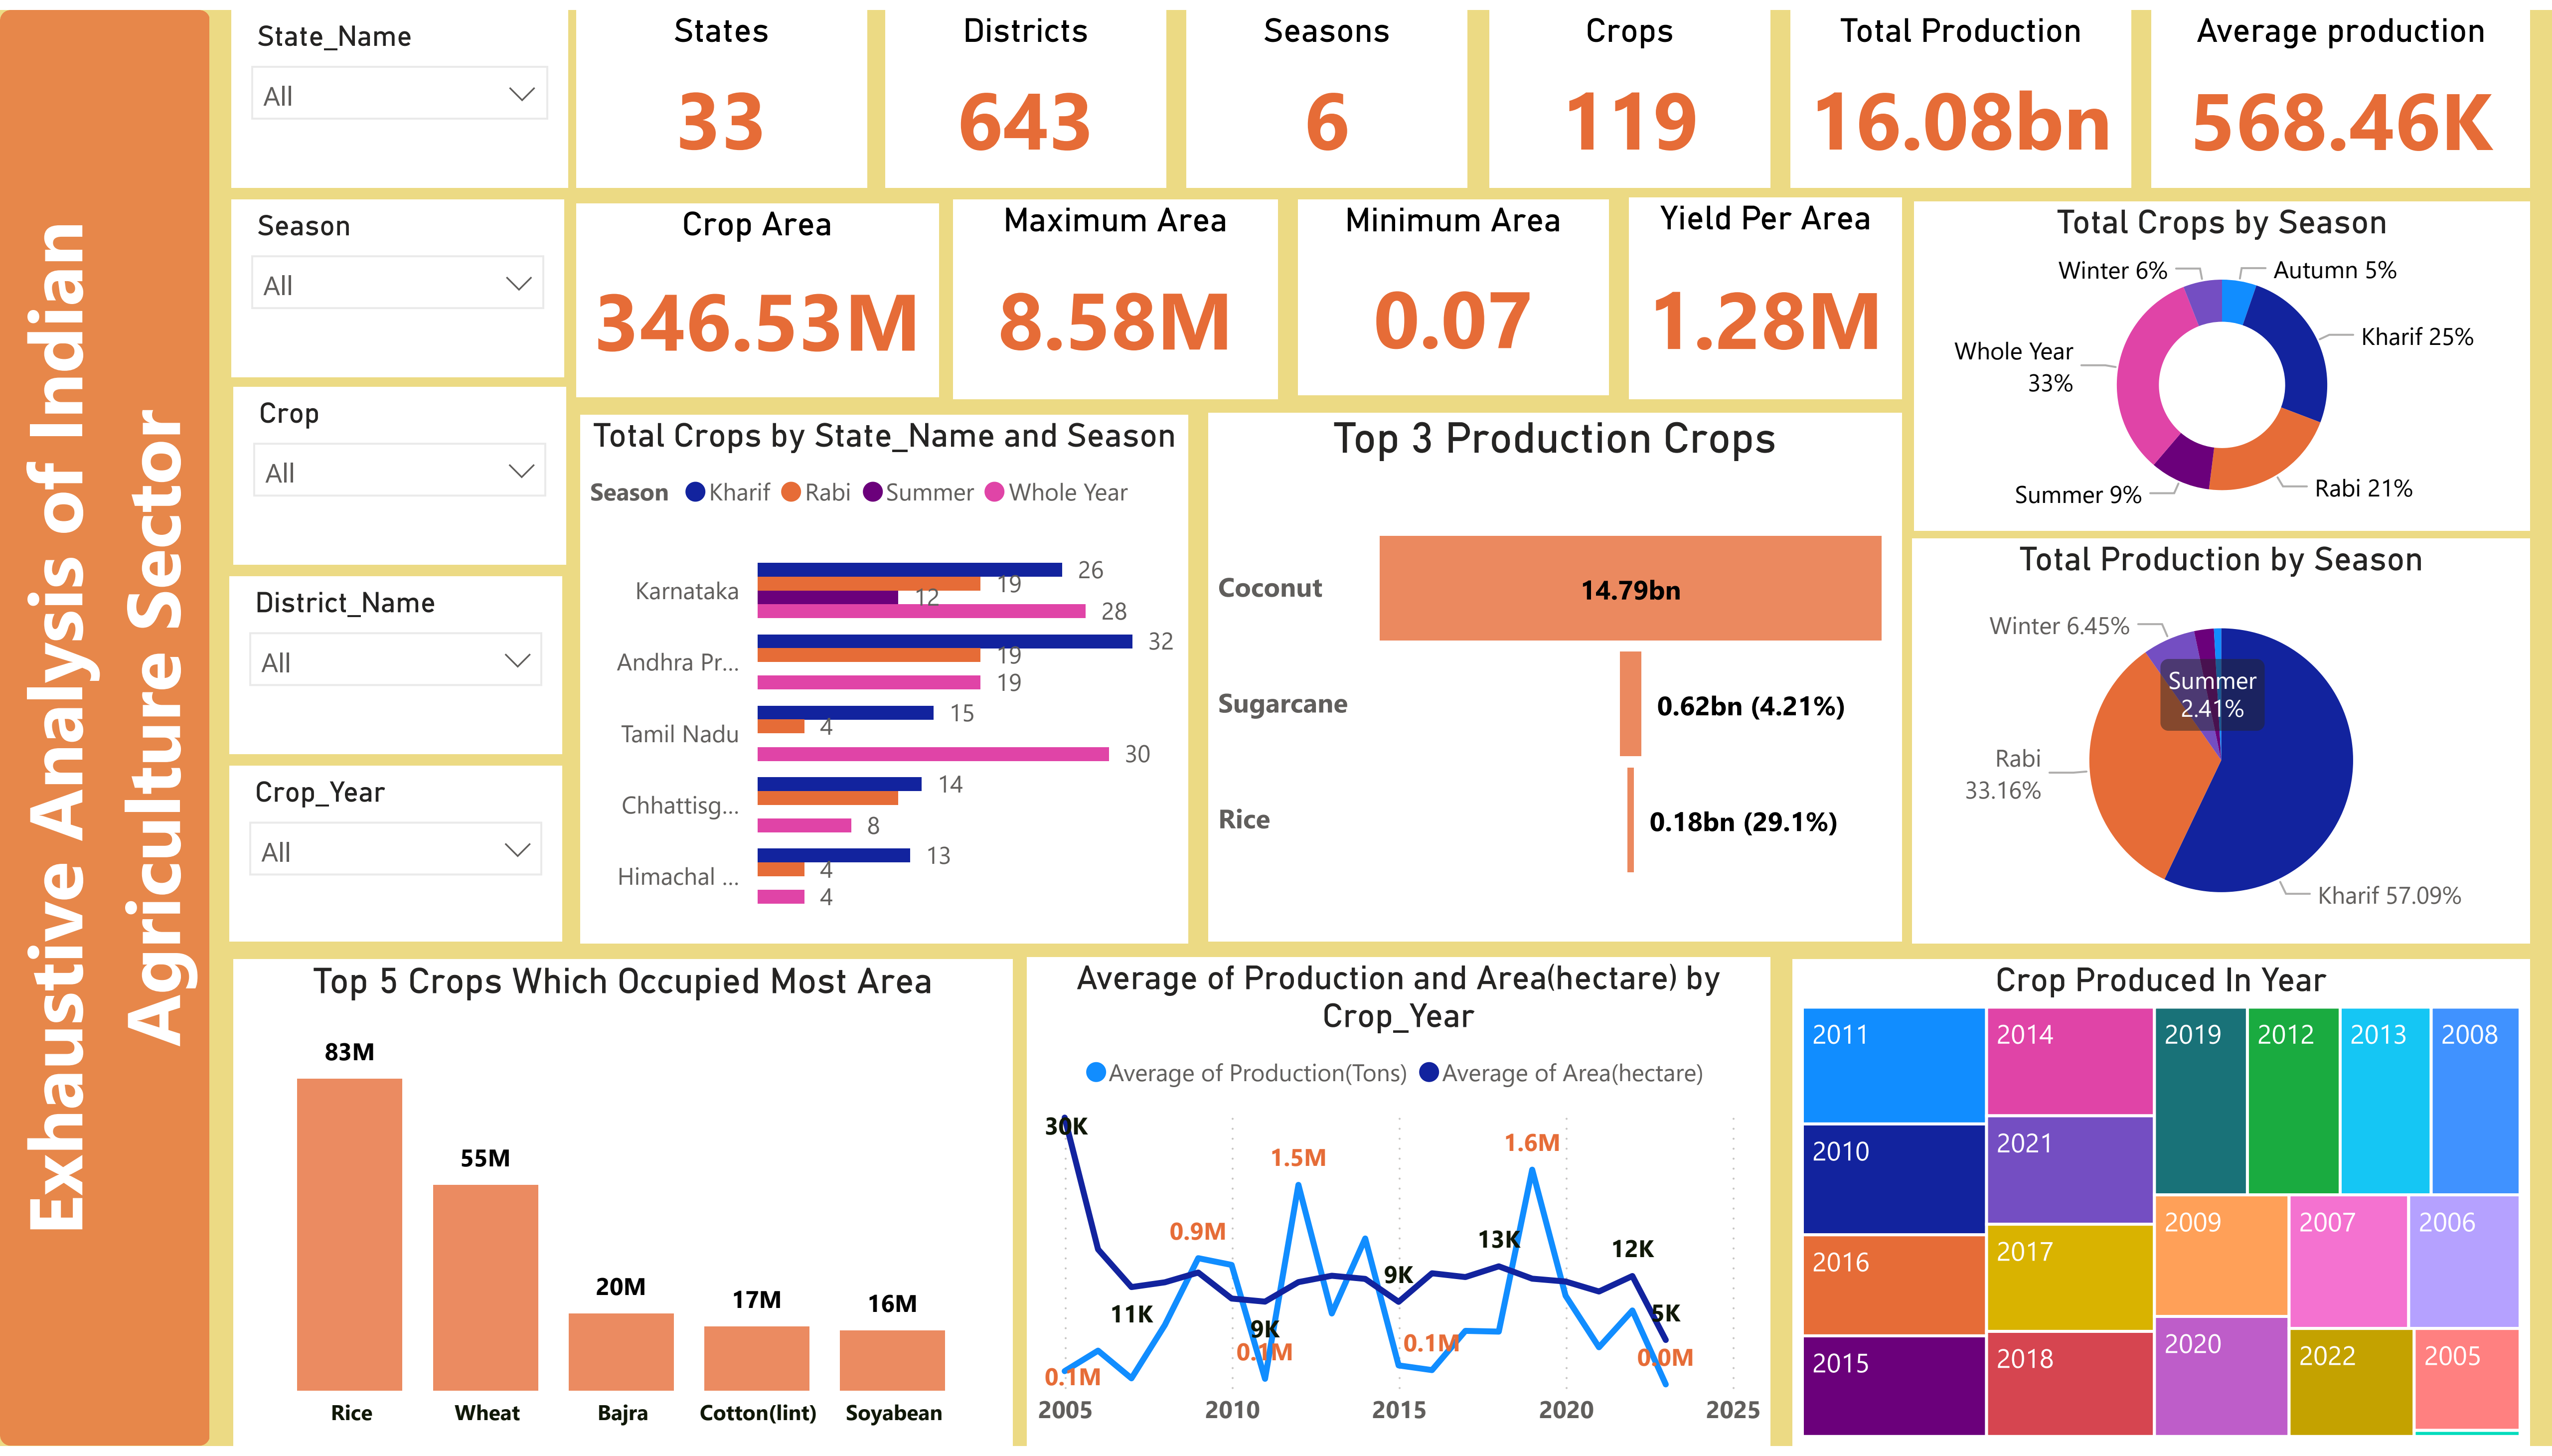 Exhaustive Analysis of Indian
Agriculture Sector
State_Name
All
Season
All
Crop
All
District_Name
All
Crop_Year
All
States
33
Districts
643
Seasons
6
Crops
119
Total Production
16.08bn
Average production
568.46K
Crop Area
346.53M
Maximum Area
8.58M
Minimum Area
0.07
Yield Per Area
1.28M
Total Crops by Season
Winter 6%
Autumn 5%
Kharif 25%
Whole Year
33%
Summer 9%
Rabi 21%
Total Crops by State_Name and Season
Season Kharif Rabi Summer Whole Year
Karnataka
26
19
12
28
Andhra Pr...
32
19
19
Tamil Nadu
15
4
30
Chhattisg...
14
8
Himachal ...
13
4
4
Top 3 Production Crops
Coconut
14.79bn
Sugarcane
0.62bn (4.21%)
Rice
0.18bn (29.1%)
Total Production by Season
Winter 6.45%
Summer
2.41%
Rabi
33.16%
Kharif 57.09%
Top 5 Crops Which Occupied Most Area
83M
55M
20M
17M
16M
Rice Wheat Bajra Cotton(lint) Soyabean
Average of Production and Area(hectare) by
Crop_Year
Average of Production(Tons) Average of Area(hectare)
30K
1.5M
1.6M
0.9M
13K
12K
9K
11K
9K
5K
0.1M
0.1M
0.0M
0.1M
2005 2010 2015 2020 2025
Crop Produced In Year
2011
2010
2016
2015
2014
2021
2017
2018
2019
2012
2013
2008
2009
2007
2006
2020
2022
2005